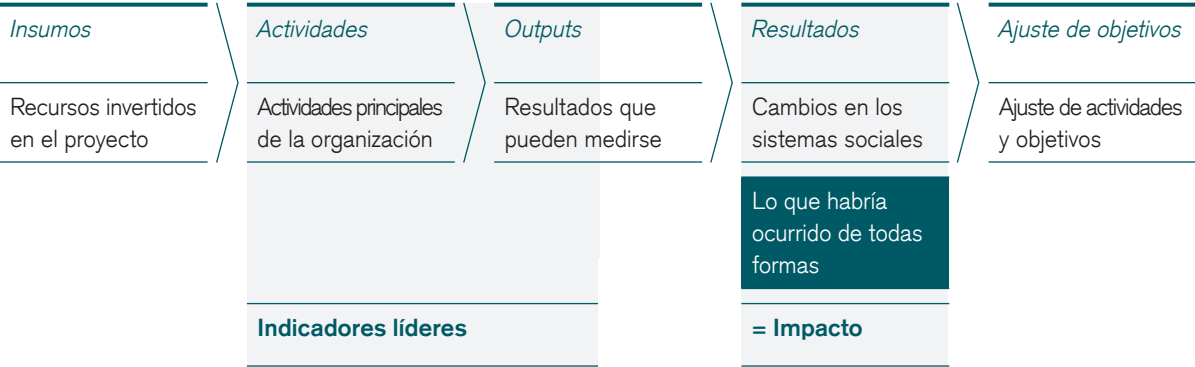 Insumos
Actividades
Outputs
Resultados
Ajuste de objetivos
Recursos invertidos
en el proyecto
Actividades principales
de la organización
Resultados que
pueden medirse
Cambios en los
sistemas sociales
Ajuste de actividades
y objetivos
Lo que habría
ocurrido de todas
formas
Indicadores líderes
= Impacto